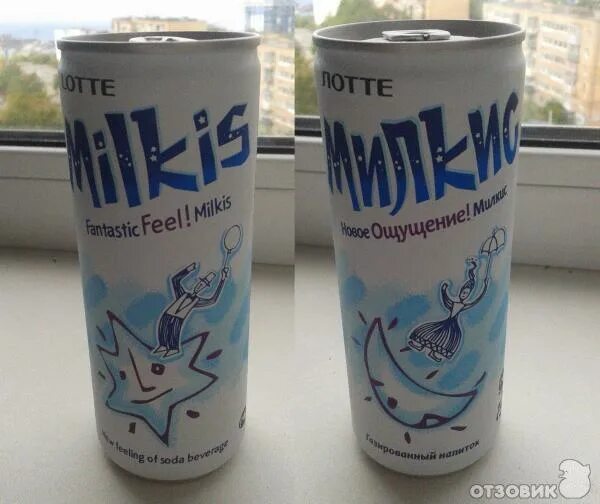 LOTTE
Milkis
Fantastic Feel! Milkis
New feeling of soda beverage
ЛОТТЕ
Милкис
Новое Ощущение! Милкис
Газированный напиток
ОТЗОВИК